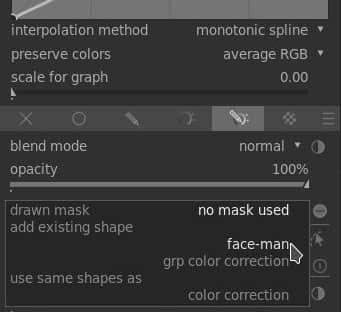 interpolation method monotonic spline
preserve colors average RGB
scale for graph 0.00
blend mode normal
opacity 100%
drawn mask no mask used
add existing shape
face-man
grp color correction
use same shapes as
color correction